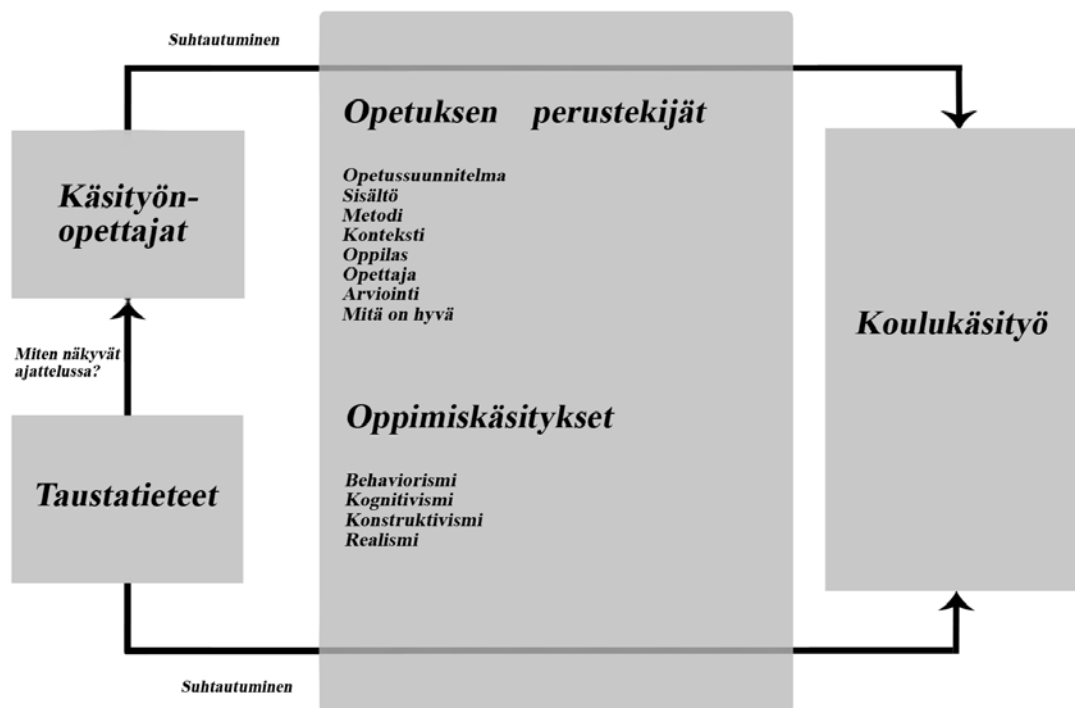 Suhtautuminen
Opetuksen perustekijät
Opetussuunnitelma
Sisältö
Metodi
Konteksti
Oppilas
Opettaja
Arviointi
Mitä on hyvä
Käsityön-
opettajat
Miten näkyvät
ajattelussa?
Taustatieteet
Oppimiskäsitykset
Behaviorismi
Kognitivismi
Konstruktivismi
Realismi
Koulukäsityö
Suhtautuminen